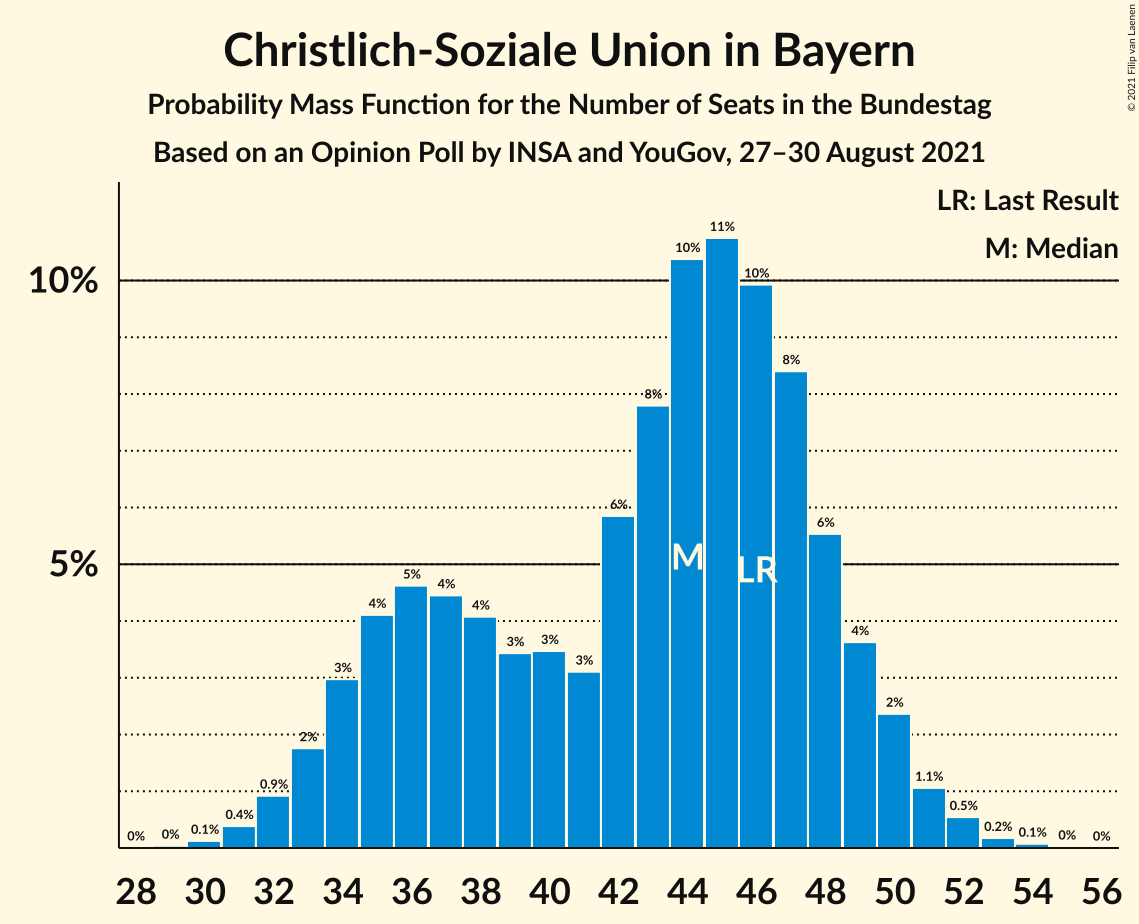 Christlich-Soziale Union in Bayern
Probability Mass Function for the Number of Seats in the Bundestag
Based on an Opinion Poll by INSA and YouGov, 27–30 August 2021
© 2021 Filip van Laenen
LR: Last Result
M: Median
10%
5%
0% 0% 0.1% 0.4% 0.9% 2% 3% 4% 5% 4% 4% 3% 3% 3% 6% 8% 10% 11% 10% 8% 6% 4% 2% 1.1% 0.5% 0.2% 0.1% 0% 0%
M LR
28 30 32 34 36 38 40 42 44 46 48 50 52 54 56